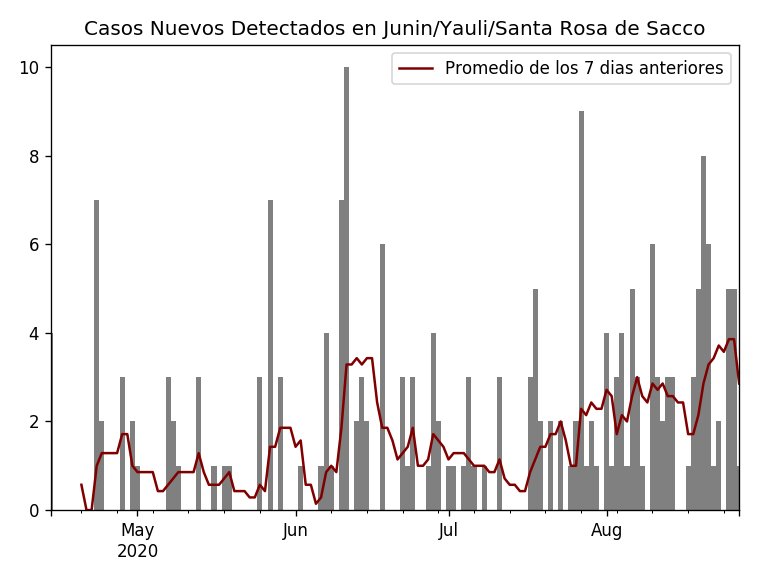 Casos Nuevos Detectados en Junin/Yauli/Santa Rosa de Sacco
Promedio de los 7 dias anteriores
10
8
6
4
2
0
May Jun Jul Aug
2020